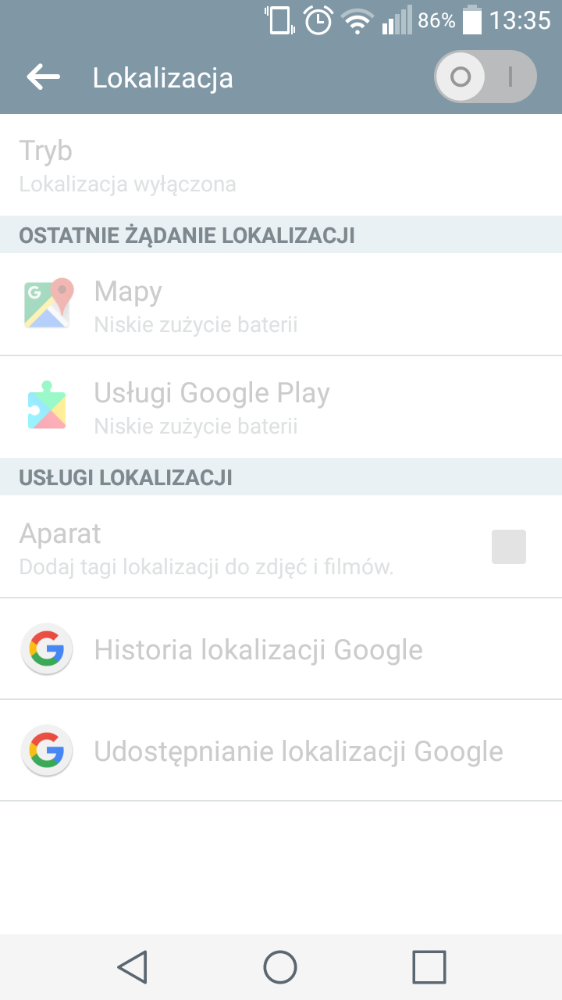 86% 13:35
Lokalizacja
Tryb
Lokalizacja wyłączona
OSTATNIE ŻĄDANIE LOKALIZACJI
Mapy
Niskie zużycie baterii
Usługi Google Play
Niskie zużycie baterii
USŁUGI LOKALIZACJI
Aparat
Dodaj tagi lokalizacji do zdjęć i filmów.
Historia lokalizacji Google
Udostępnianie lokalizacji Google